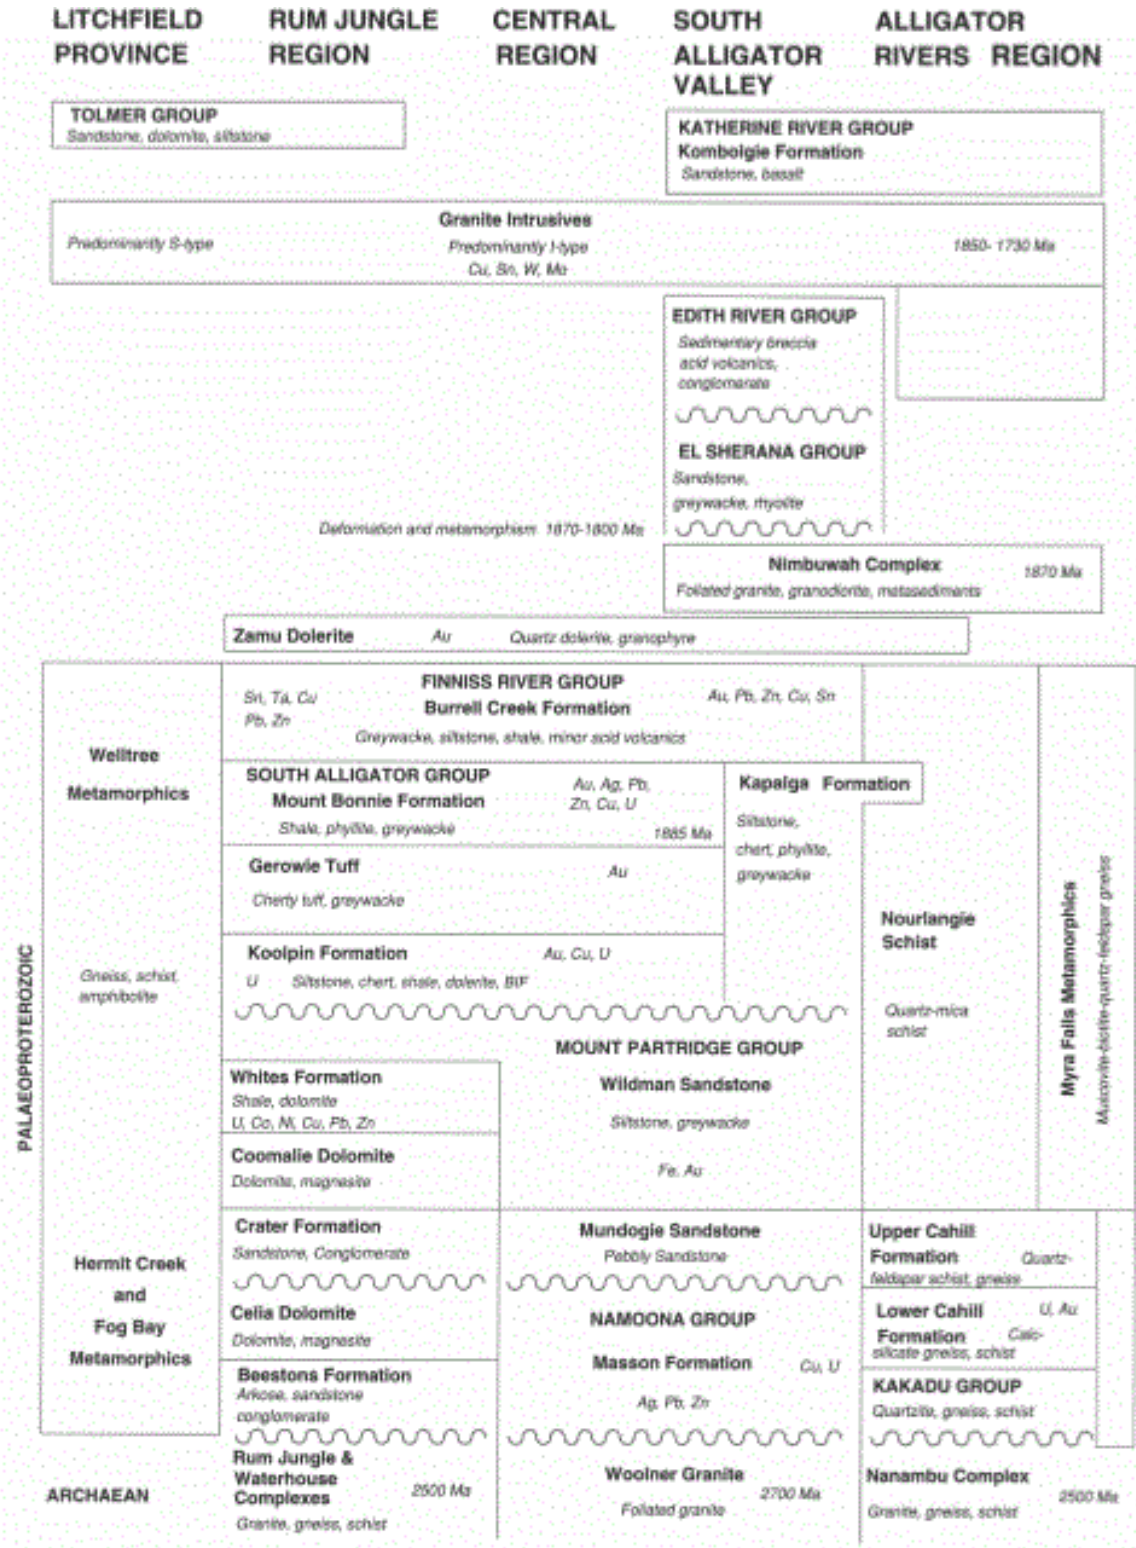 LITCHFIELD
PROVINCE
RUM JUNGLE
REGION
CENTRAL
REGION
SOUTH
ALLIGATOR
VALLEY
ALLIGATOR
RIVERS REGION
TOLMER GROUP
Sandstone, dolomite, siltstone
KATHERINE RIVER GROUP
Kombolgie Formation
Sandstone, basalt
Granite Intrusives
Predominantly S-type
Predominantly I-type
Cu, Sn, W, Mo
1850- 1730 Ma
EDITH RIVER GROUP
Sedimentary breccia
acid volcanics,
conglomerate
EL SHERANA GROUP
Sandstone,
greywacke, rhyolite
Deformation and metamorphism 1870-1800 Ma
Nimbuwah Complex
1870 Ma
Foliated granite, granodiorite, metasediments
Zamu Dolerite Au Quartz dolerite, granophyre
FINNISS RIVER GROUP
Burrell Creek Formation
Sn, Ta, Cu
Pb, Zn
Au, Pb, Zn, Cu, Sn
Greywacke, siltstone, shale, minor acid volcanics
Welltree
Metamorphics
SOUTH ALLIGATOR GROUP
Mount Bonnie Formation
Au, Ag, Pb,
Zn, Cu, U
Shale, phyllite, greywacke
1885 Ma
Kapalga Formation
Siltstone,
chert, phyllite,
greywacke
Gerowie Tuff
Au
Cherty tuff, greywacke
Koolpin Formation
Au, Cu, U
U Siltstone, chert, shale, dolerite, BIF
Gneiss, schist,
amphibolite
Nourlangie
Schist
Quartz-mica
schist
Myra Falls Metamorphics
Muscovite-biotite-quartz-feldspar gneiss
PALAEOPROTEROZOIC
MOUNT PARTRIDGE GROUP
Whites Formation
Shale, dolomite
U, Co, Ni, Cu, Pb, Zn
Wildman Sandstone
Siltstone, greywacke
Fe, Au
Coomalie Dolomite
Dolomite, magnesite
Crater Formation
Sandstone, Conglomerate
Mundogie Sandstone
Pebbly Sandstone
Upper Cahill
Formation Quartz-
feldspar schist, gneiss
Hermit Creek
and
Fog Bay
Metamorphics
Celia Dolomite
Dolomite, magnesite
NAMOONA GROUP
Masson Formation
Cu, U
Ag, Pb, Zn
Lower Cahill U, Au
Formation Calc-
silicate gneiss, schist
Beestons Formation
Arkose, sandstone
conglomerate
KAKADU GROUP
Quartzite, gneiss, schist
ARCHAEAN
Rum Jungle &
Waterhouse
Complexes
2500 Ma
Granite, gneiss, schist
Woolner Granite
2700 Ma
Foliated granite
Nanambu Complex
2500 Ma
Granite, gneiss, schist